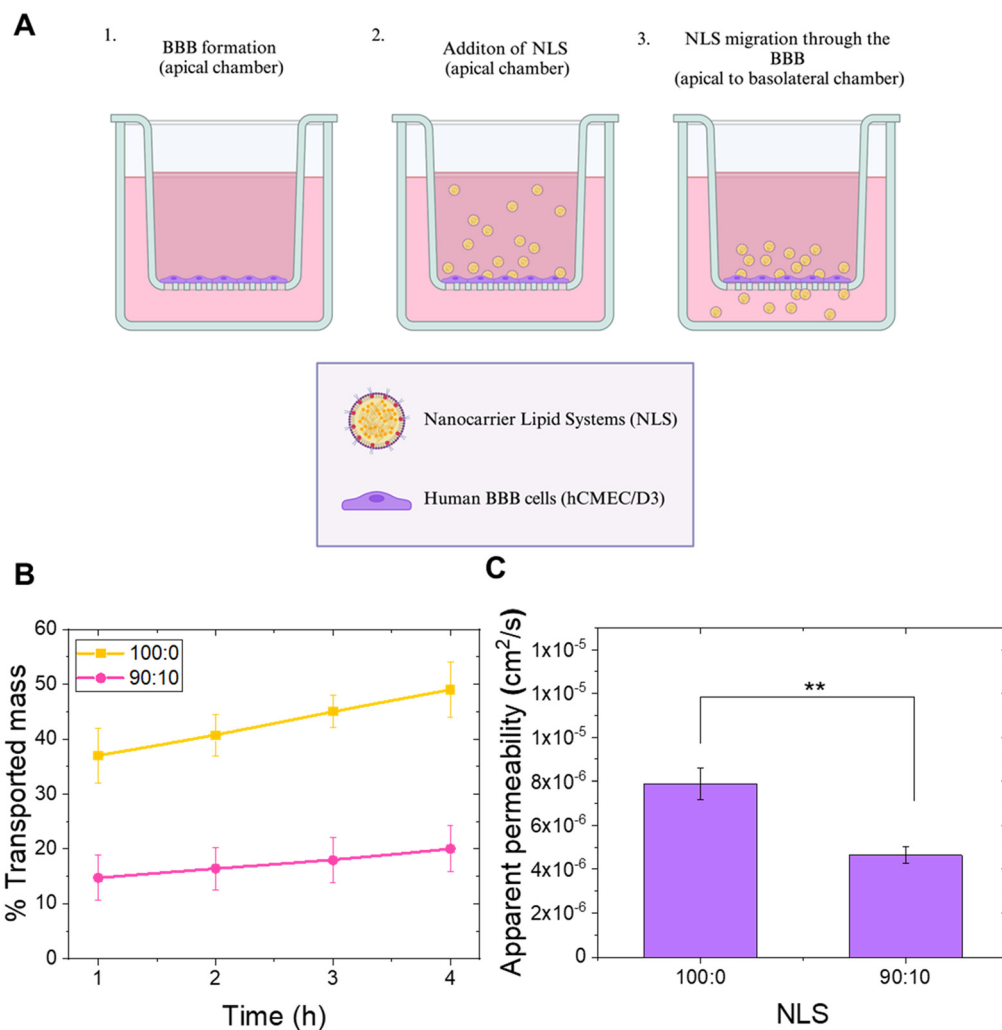 A
1.
BBB formation
(apical chamber)
2.
Additon of NLS
(apical chamber)
3.
NLS migration through the
BBB
(apical to basolateral chamber)
Nanocarrier Lipid Systems (NLS)
Human BBB cells (hCMEC/D3)
B
% Transported mass
60
50
40
30
20
10
0
100:0
90:10
1
2
3
4
Time (h)
C
Apparent permeability (cm²/s)
1x10⁻⁵
1x10⁻⁵
1x10⁻⁵
8x10⁻⁶
6x10⁻⁶
4x10⁻⁶
2x10⁻⁶
0
**
100:0
90:10
NLS